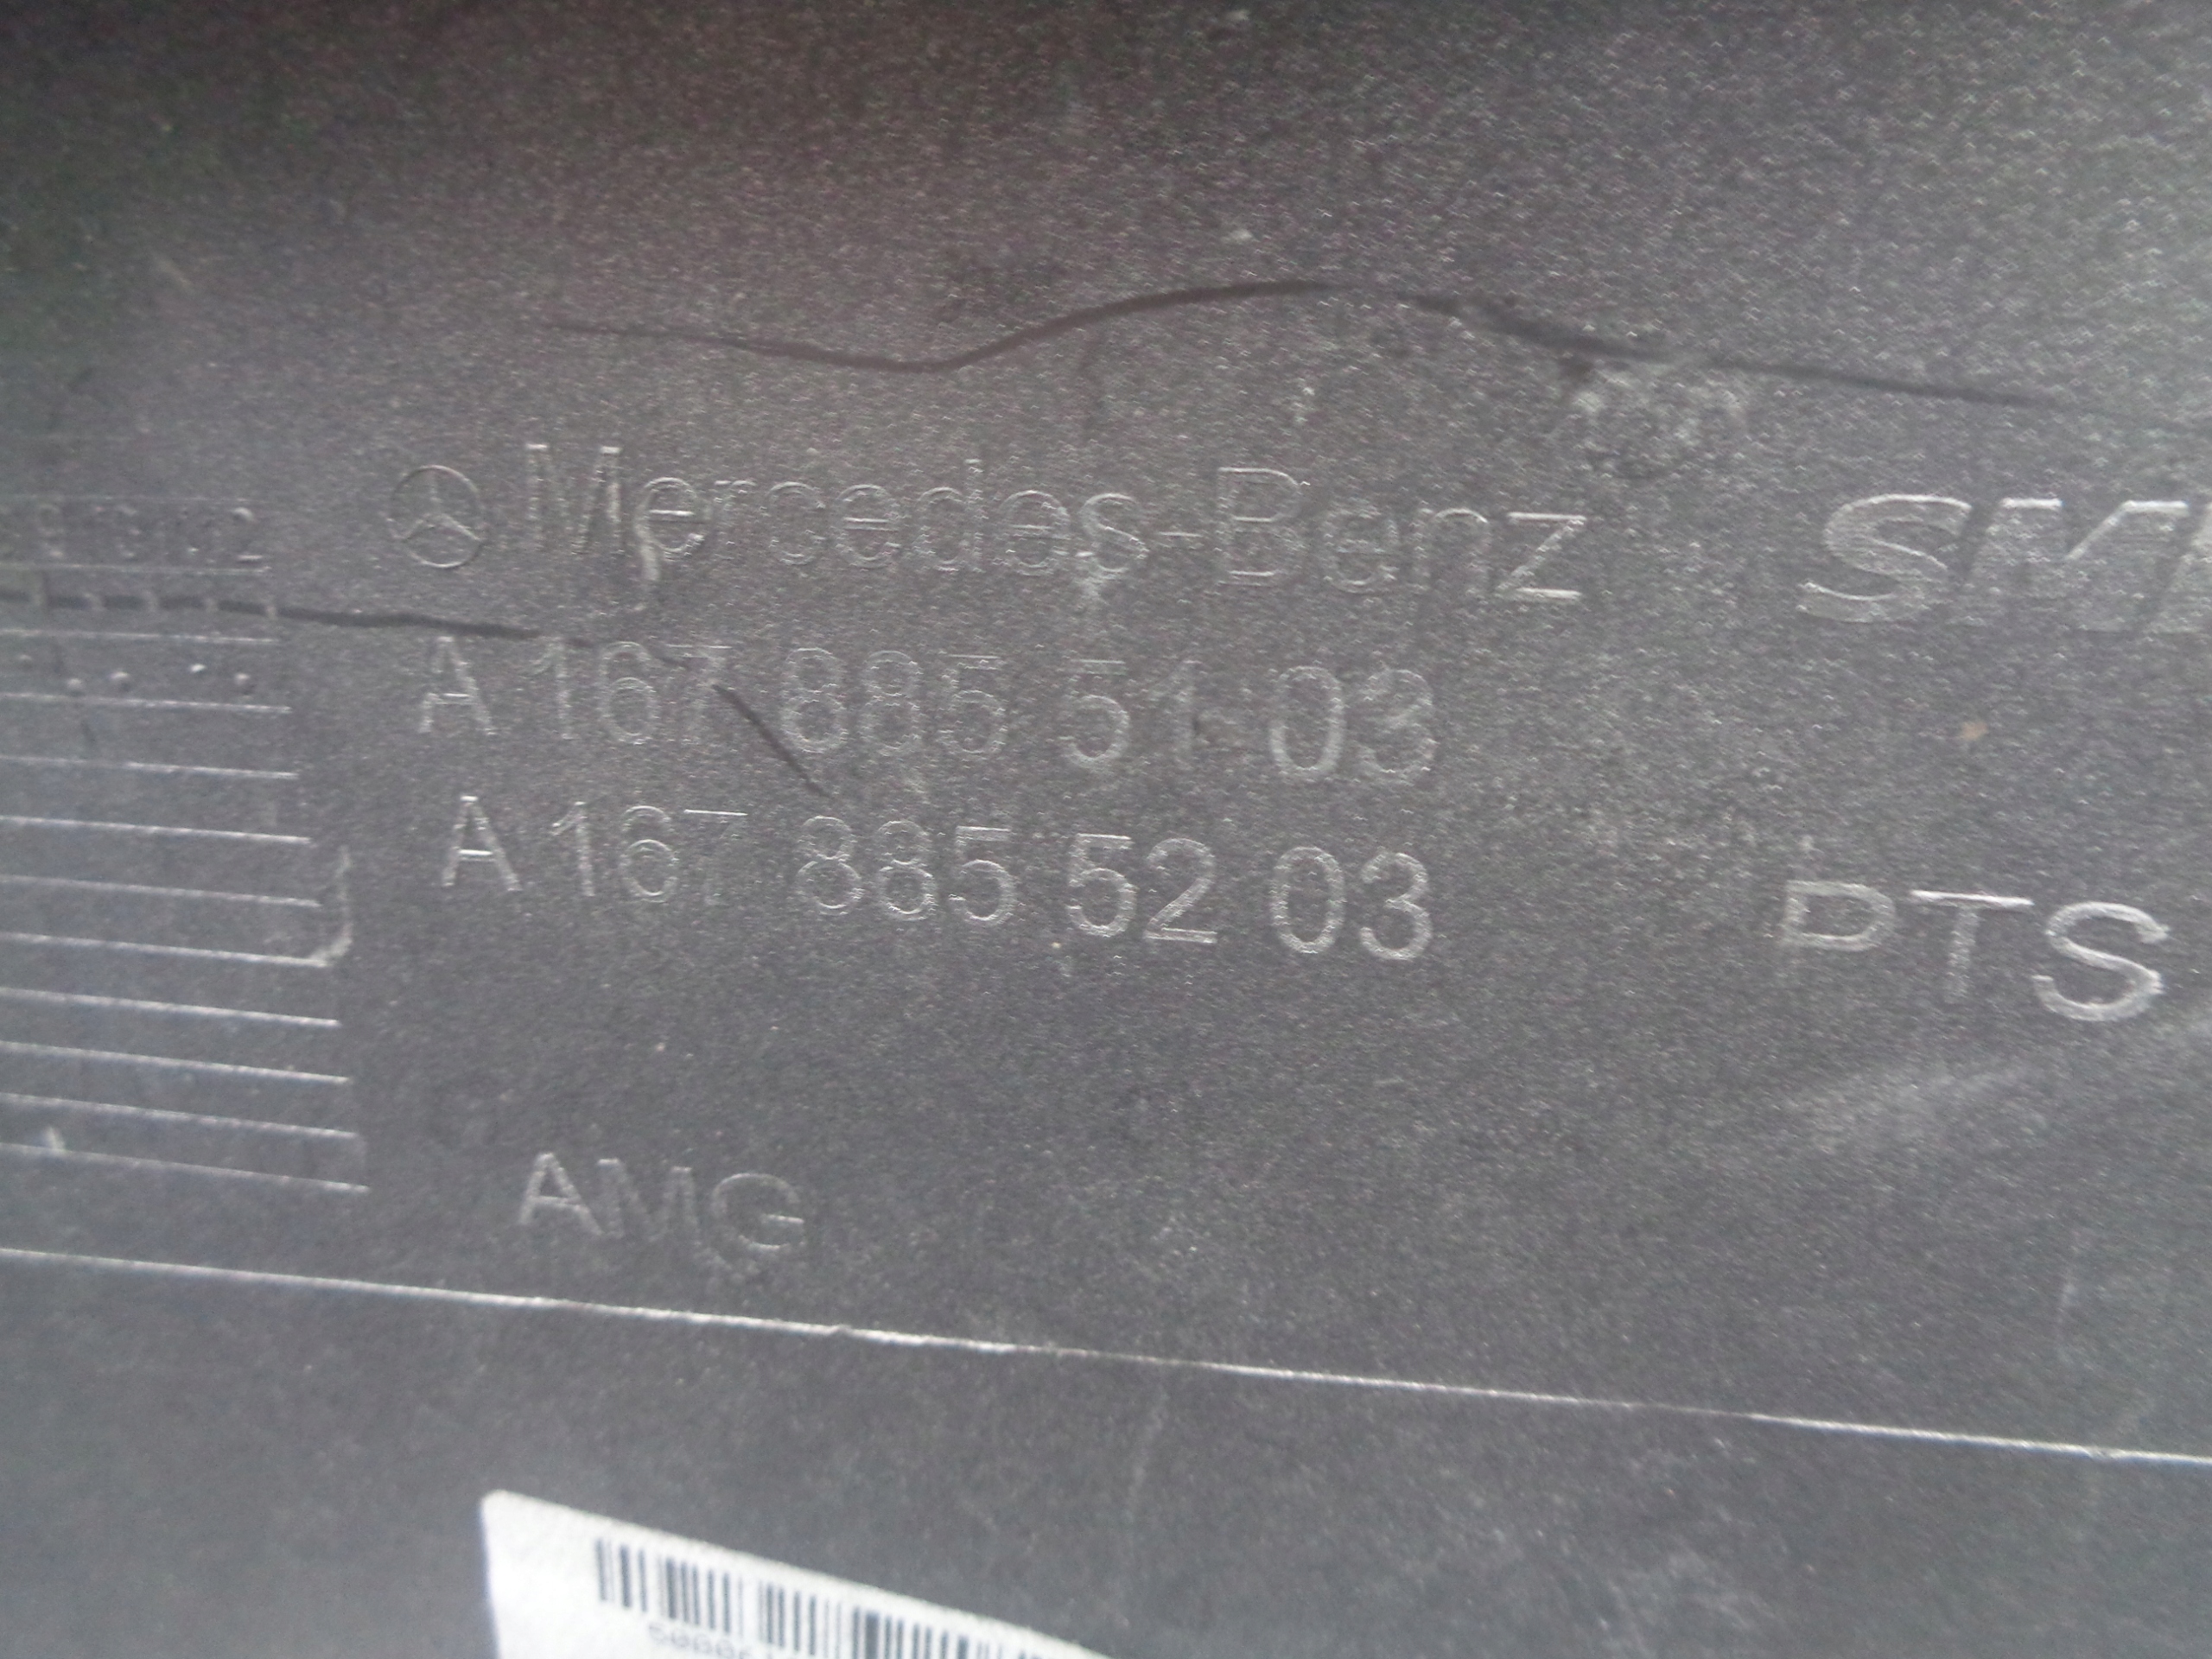 Mercedes-Benz
A 167 885 51 03
A 167 885 52 03
PTS
AMG